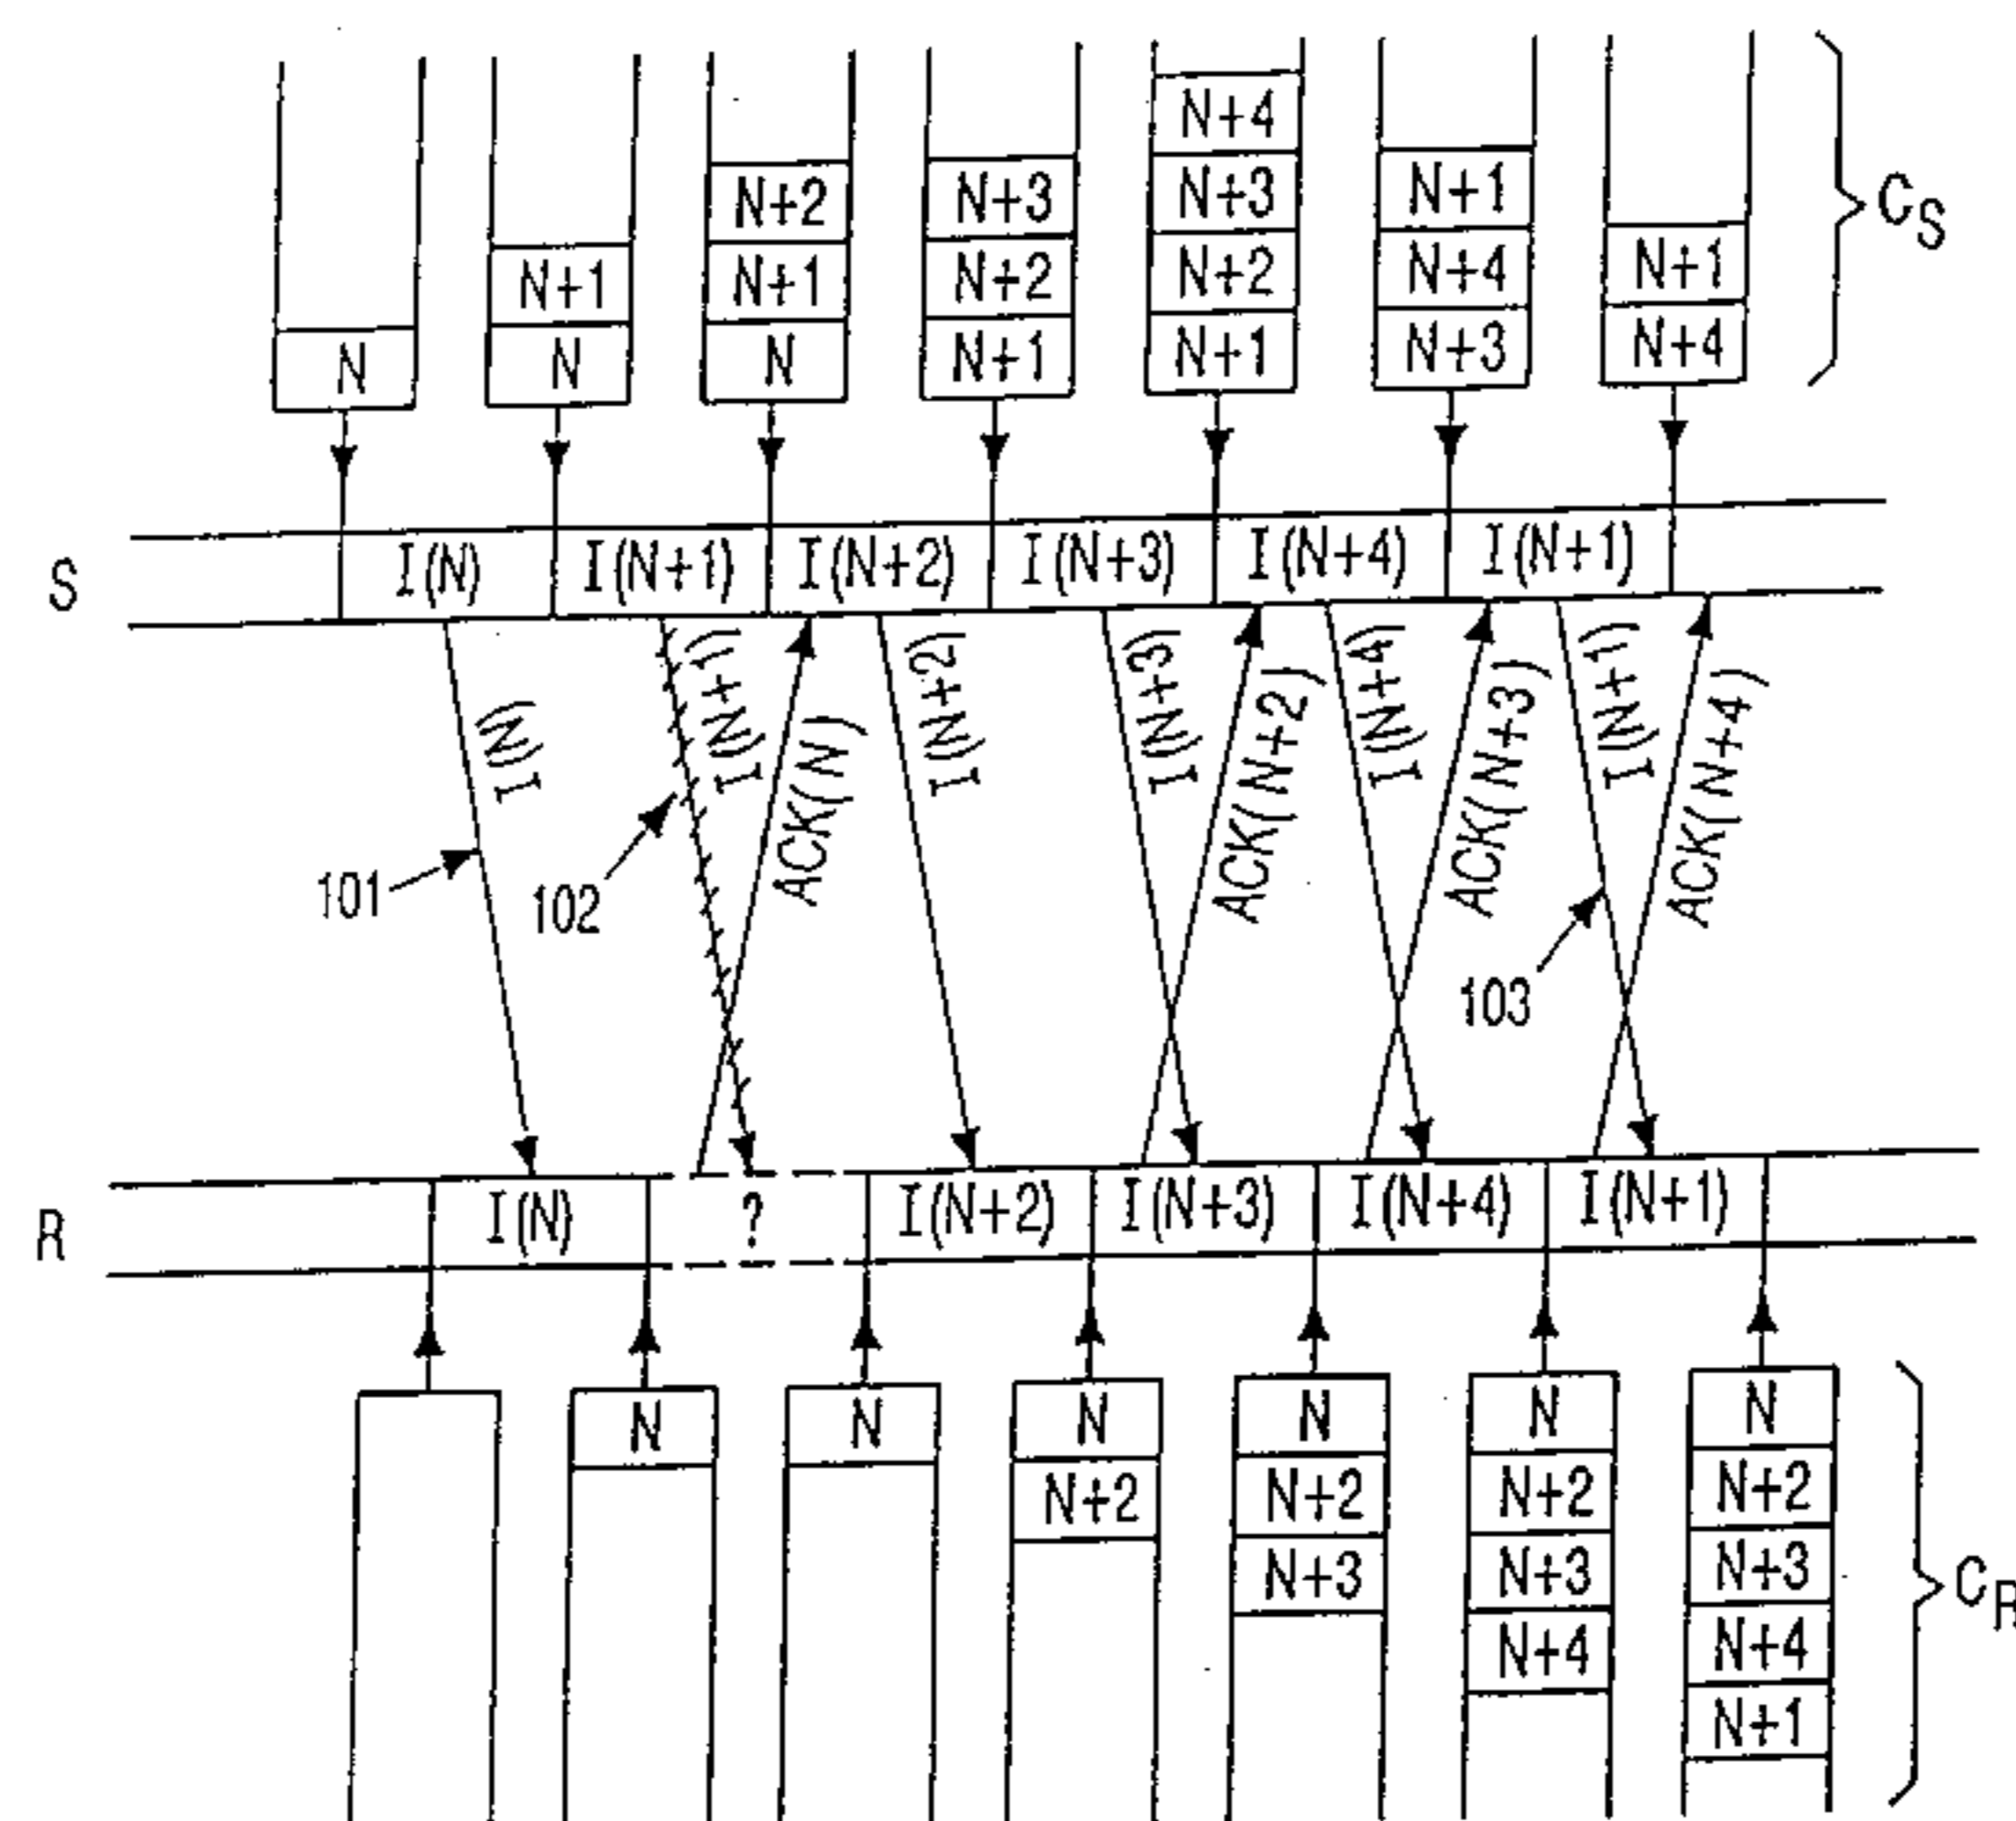 N+4
N+2 N+3 N+3 N+1
N+1 N+1 N+2 N+2 N+4 N+1
N N N N+1 N+1 N+3 N+4
C_S
S I(N) I(N+1) I(N+2) I(N+3) I(N+4) I(N+1)
I(N) I(N+1) ACK(N) I(N+2) I(N+3) ACK(N+2) I(N+4) ACK(N+3) I(N+1) ACK(N+4)
101 102 103
R I(N) ? I(N+2) I(N+3) I(N+4) I(N+1)
N N N N N N
N+2 N+2 N+2 N+2
N+3 N+3 N+3
N+4 N+4
N+1
C_R